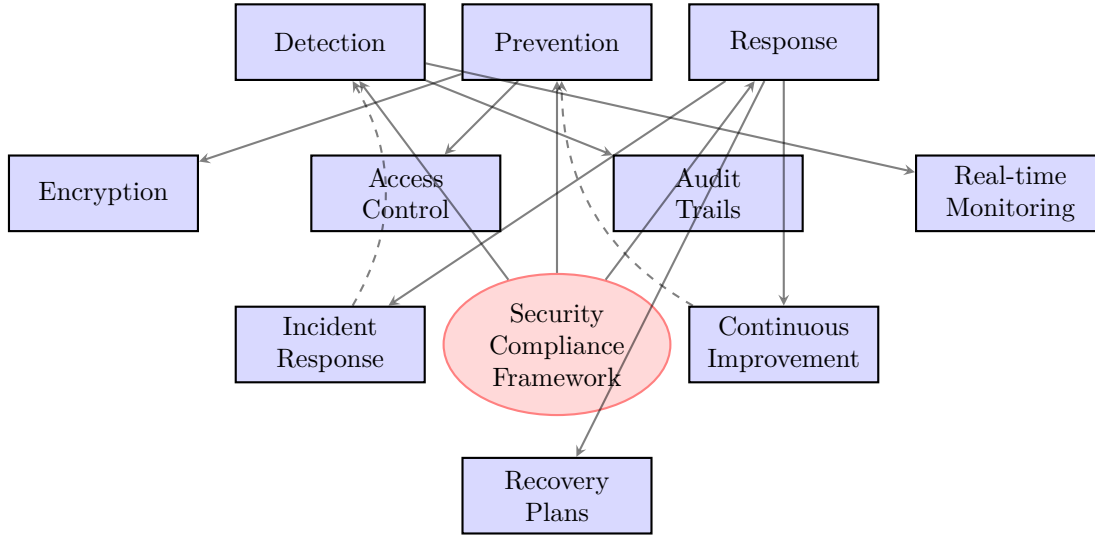 Detection
Prevention
Response
Encryption
Access
Control
Audit
Trails
Real-time
Monitoring
Incident
Response
Security
Compliance
Framework
Continuous
Improvement
Recovery
Plans